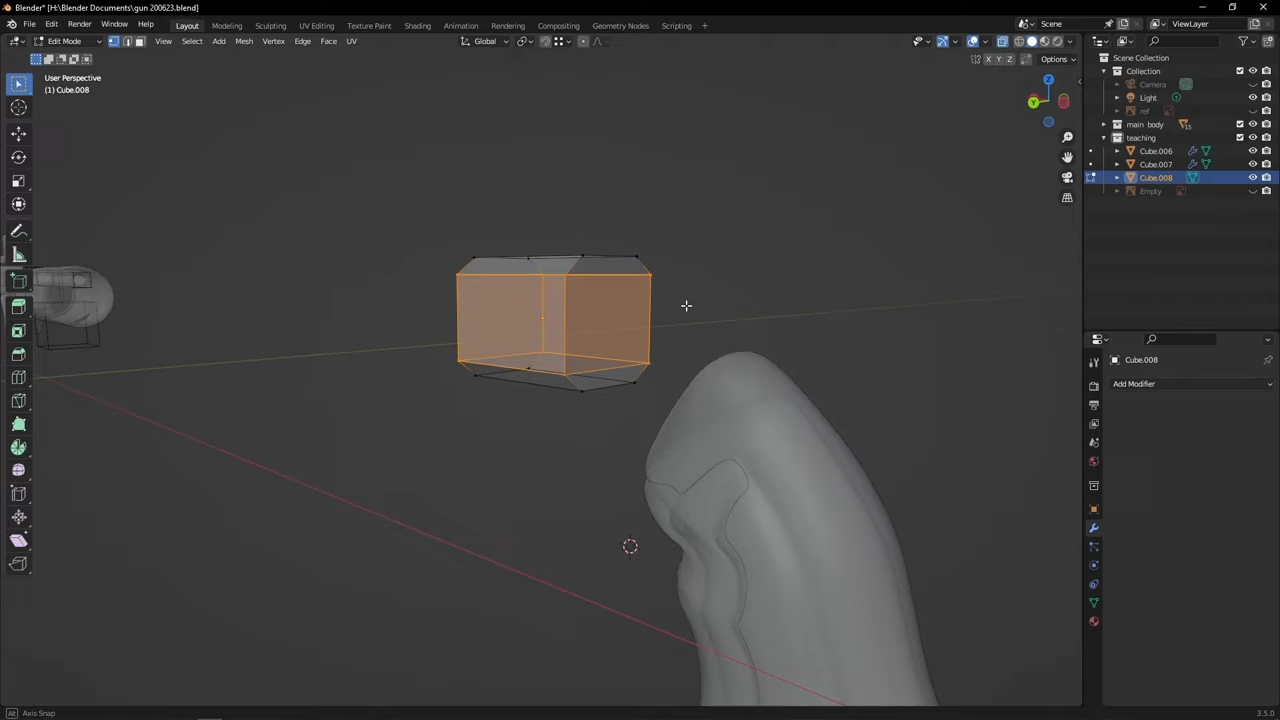 Blender* [H:\Blender Documents\gun 200623.blend]
File Edit Render Window Help Layout Modeling Sculpting UV Editing Texture Paint Shading Animation Rendering Compositing Geometry Nodes Scripting + Scene ViewLayer
Edit Mode View Select Add Mesh Vertex Edge Face UV Global
X Y Z Options
User Perspective
(1) Cube.008
Z
Y
Scene Collection
Collection
Camera
Light
ref
main body 15
teaching
Cube.006
Cube.007
Cube.008
Empty
Cube.008
Add Modifier
Alt Axis Snap 3.5.0